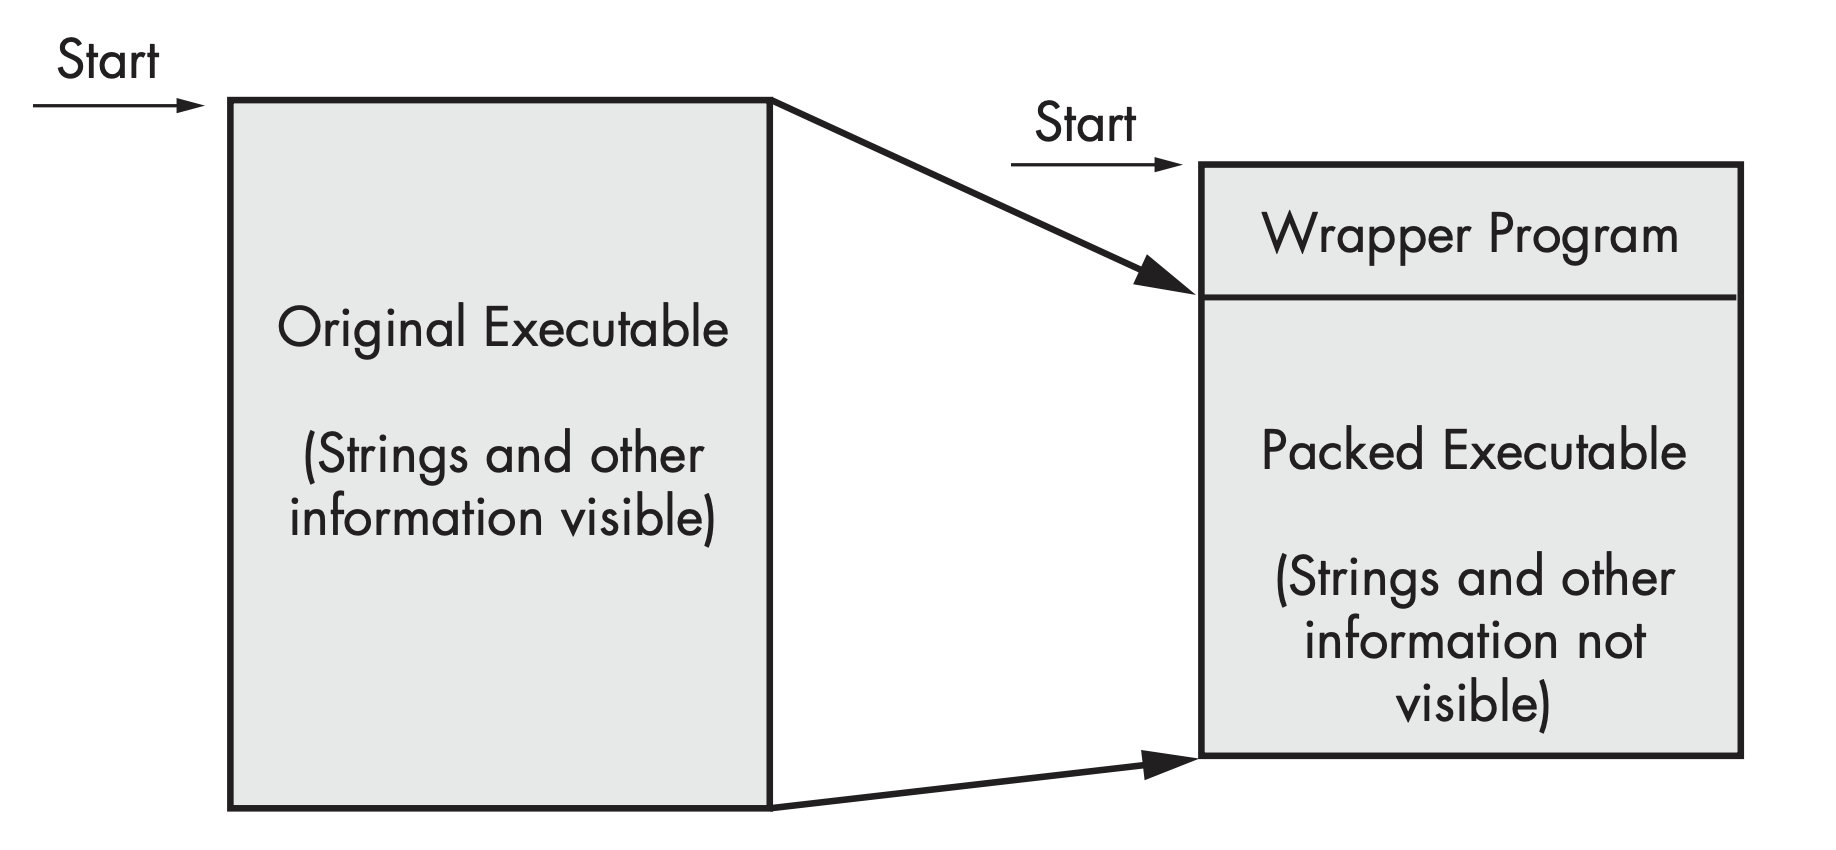 Start
Original Executable
(Strings and other
information visible)
Start
Wrapper Program
Packed Executable
(Strings and other
information not
visible)